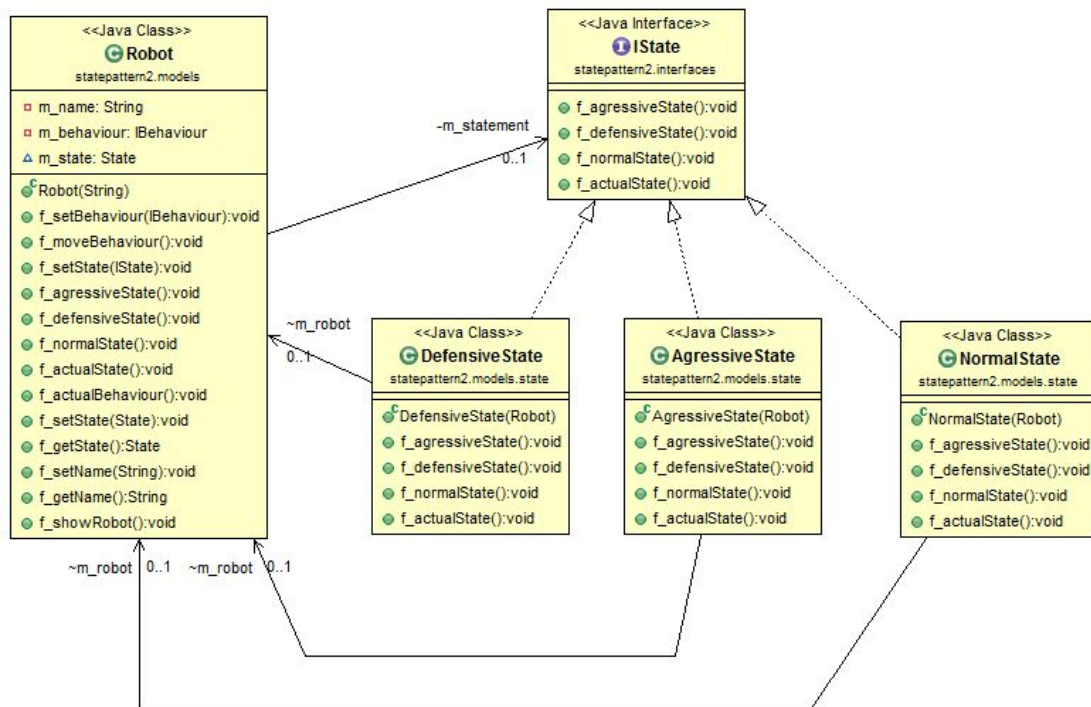 <<Java Class>>
Robot
statepattern2.models
m_name: String
m_behaviour: IBehaviour
m_state: State
Robot(String)
f_setBehaviour(IBehaviour):void
f_moveBehaviour():void
f_setState(IState):void
f_agressiveState():void
f_defensiveState():void
f_normalState():void
f_actualState():void
f_actualBehaviour():void
f_setState(State):void
f_getState():State
f_setName(String):void
f_getName():String
f_showRobot():void
~m_statement
0..1
<<Java Interface>>
IState
statepattern2.interfaces
f_agressiveState():void
f_defensiveState():void
f_normalState():void
f_actualState():void
~m_robot
0..1
<<Java Class>>
DefensiveState
statepattern2.models.state
DefensiveState(Robot)
f_agressiveState():void
f_defensiveState():void
f_normalState():void
f_actualState():void
<<Java Class>>
AgressiveState
statepattern2.models.state
AgressiveState(Robot)
f_agressiveState():void
f_defensiveState():void
f_normalState():void
f_actualState():void
<<Java Class>>
NormalState
statepattern2.models.state
NormalState(Robot)
f_agressiveState():void
f_defensiveState():void
f_normalState():void
f_actualState():void
~m_robot 0..1
~m_robot 0..1